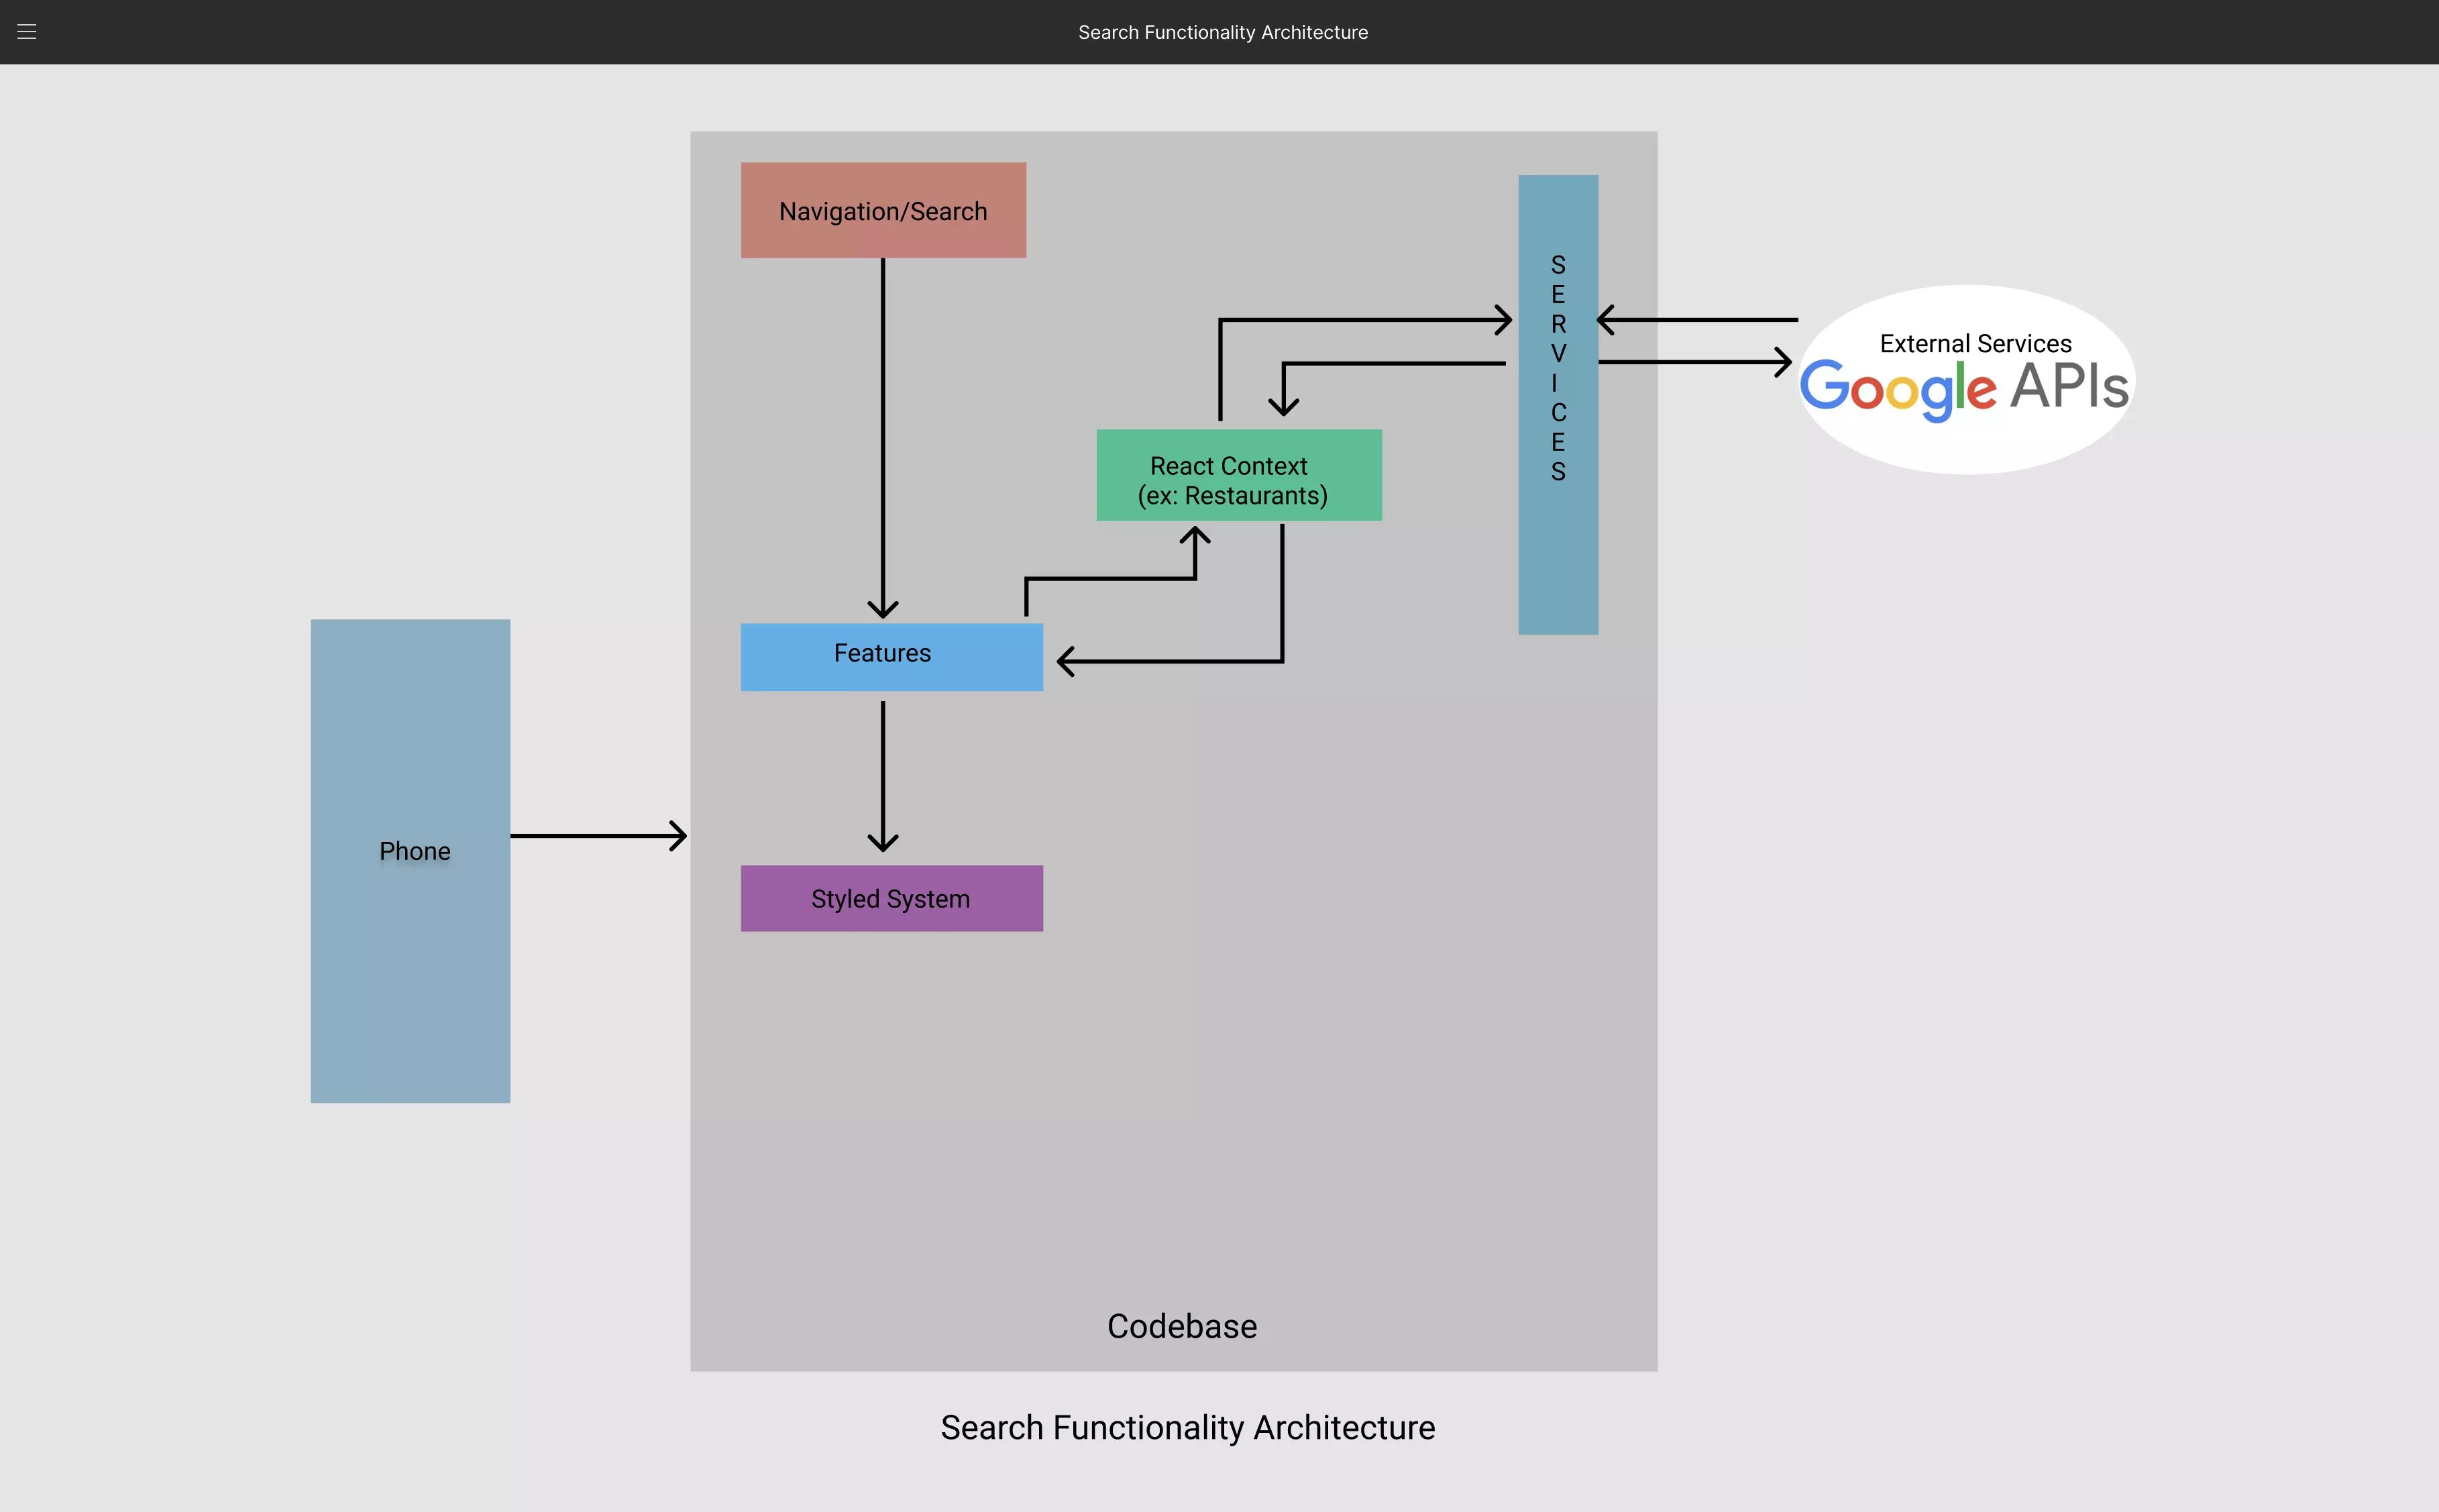 Search Functionality Architecture
Navigation/Search
S
E
R
V
I
C
E
S
External Services
Google APIs
React Context
(ex: Restaurants)
Features
Phone
Styled System
Codebase
Search Functionality Architecture